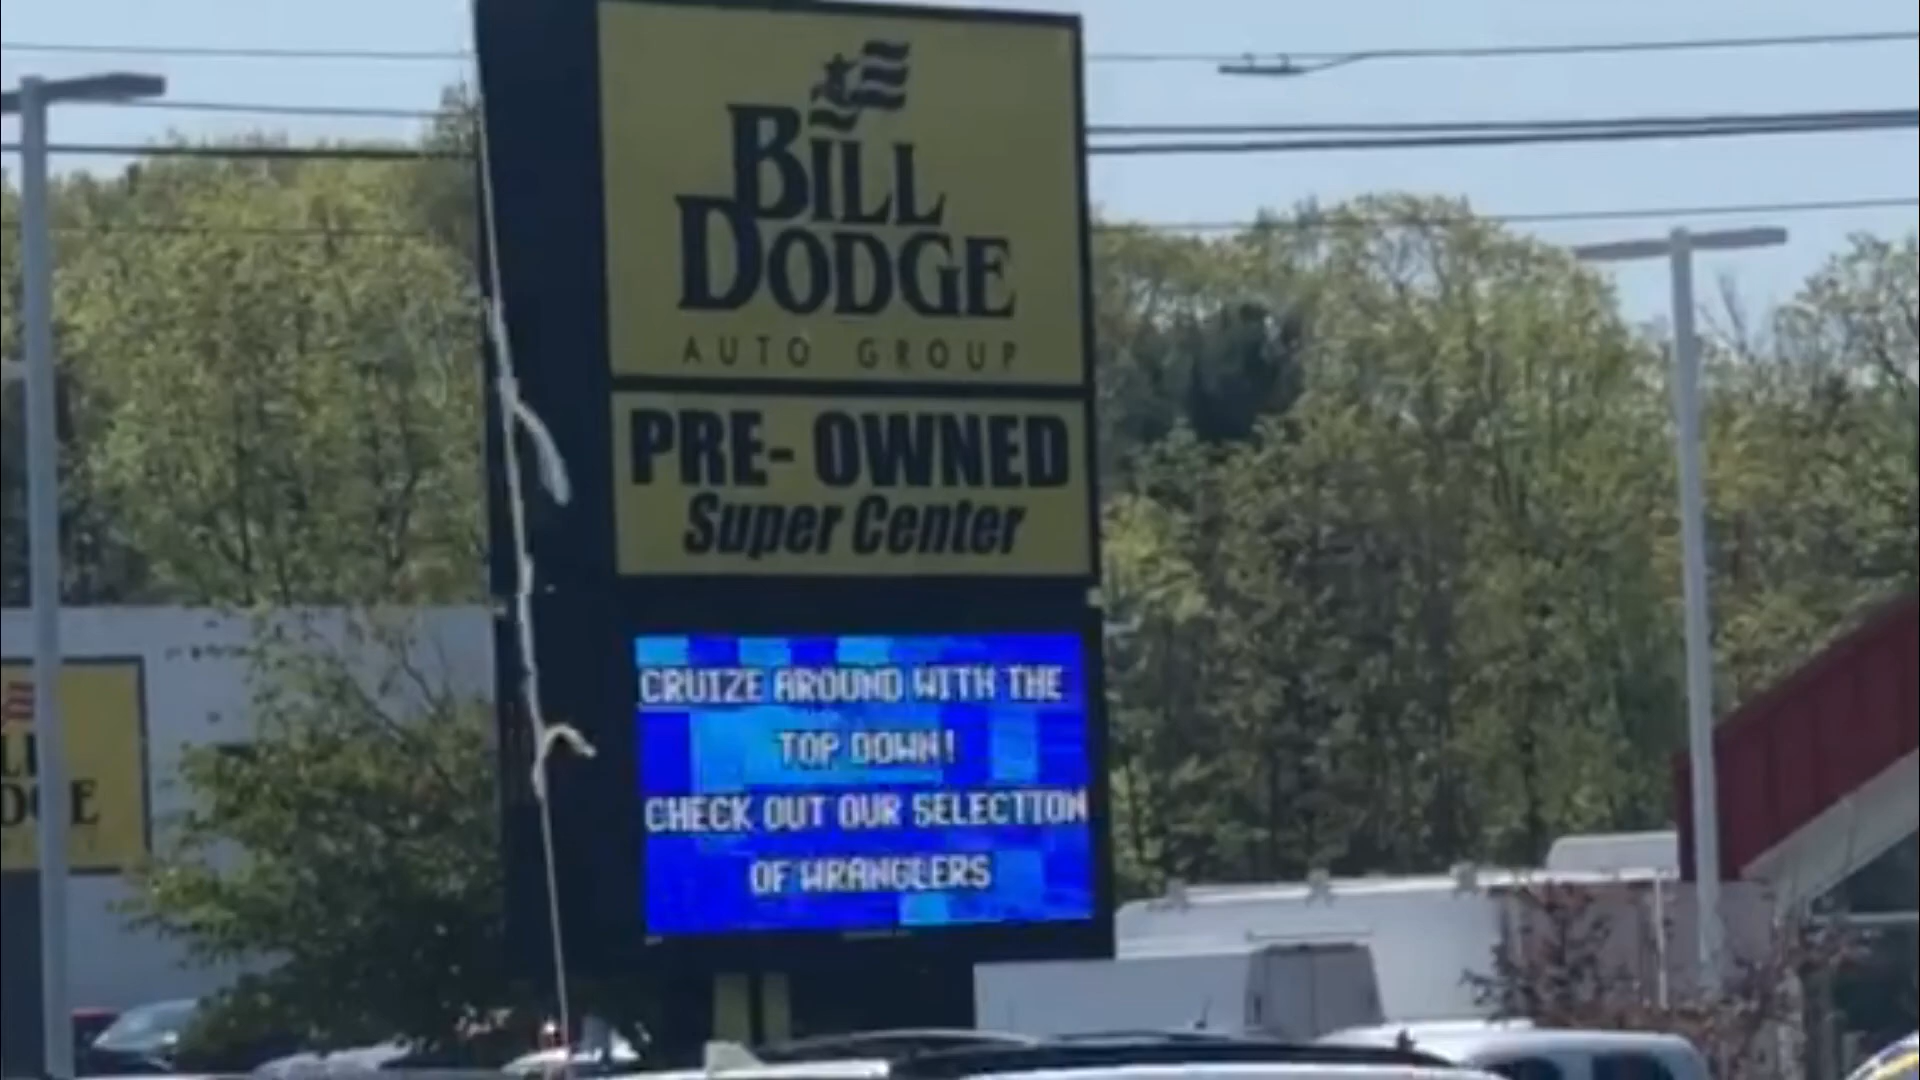 BILL
DODGE
AUTO GROUP
PRE-OWNED
Super Center
CRUIZE AROUND WITH THE
TOP DOWN!
CHECK OUT OUR SELECTION
OF WRANGLERS